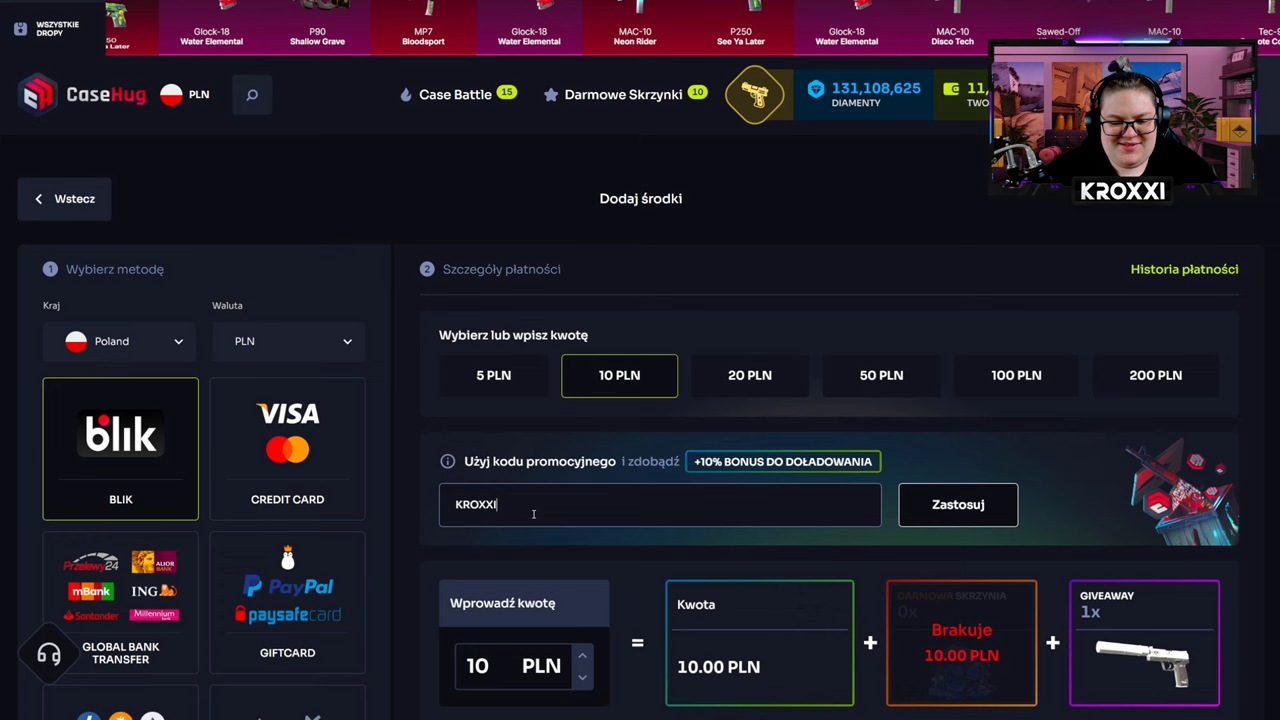 WSZYSTKIE
DROPY
a Later
Glock-18
Water Elemental
P90
Shallow Grave
MP7
Bloodsport
Glock-18
Water Elemental
MAC-10
Neon Rider
P250
See Ya Later
Glock-18
Water Elemental
MAC-10
Disco Tech
Sawed-Off
MAC-10
CaseHug
PLN
Case Battle 15
Darmowe Skrzynki 10
131,108,625
DIAMENTY
11,
TWO
KROXXI
Wstecz
Dodaj środki
1 Wybierz metodę
Kraj
Waluta
Poland
PLN
blik
BLIK
VISA
CREDIT CARD
Przelewy24
ALIOR
BANK
mBank
ING
Santander
Millennium
GLOBAL BANK
TRANSFER
PayPal
paysafecard
GIFTCARD
2 Szczegóły płatności
Historia płatności
Wybierz lub wpisz kwotę
5 PLN
10 PLN
20 PLN
50 PLN
100 PLN
200 PLN
Użyj kodu promocyjnego i zdobądź +10% BONUS DO DOŁADOWANIA
KROXXI
Zastosuj
Wprowadź kwotę
10 PLN
=
Kwota
10.00 PLN
+
DARMOWA SKRZYNIA
0x
Brakuje
10.00 PLN
+
GIVEAWAY
1x